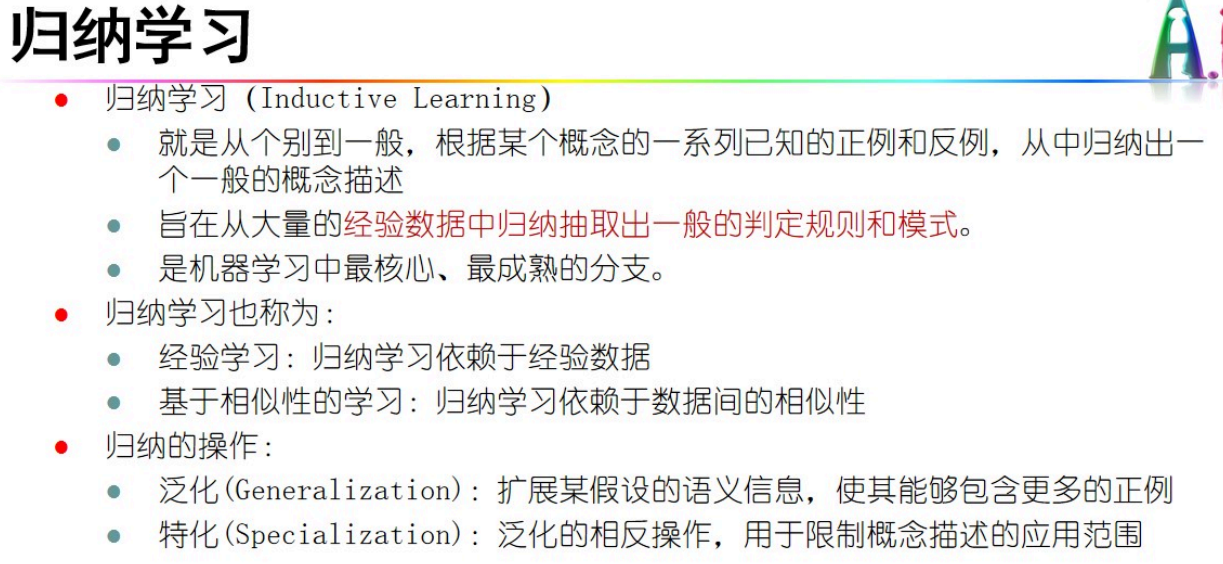 归纳学习
归纳学习 (Inductive Learning)
就是从个别到一般，根据某个概念的一系列已知的正例和反例，从中归纳出一
个一般的概念描述
旨在从大量的经验数据中归纳抽取出一般的判定规则和模式。
是机器学习中最核心、最成熟的分支。
归纳学习也称为:
经验学习: 归纳学习依赖于经验数据
基于相似性的学习: 归纳学习依赖于数据间的相似性
归纳的操作:
泛化(Generalization): 扩展某假设的语义信息，使其能够包含更多的正例
特化(Specialization): 泛化的相反操作，用于限制概念描述的应用范围